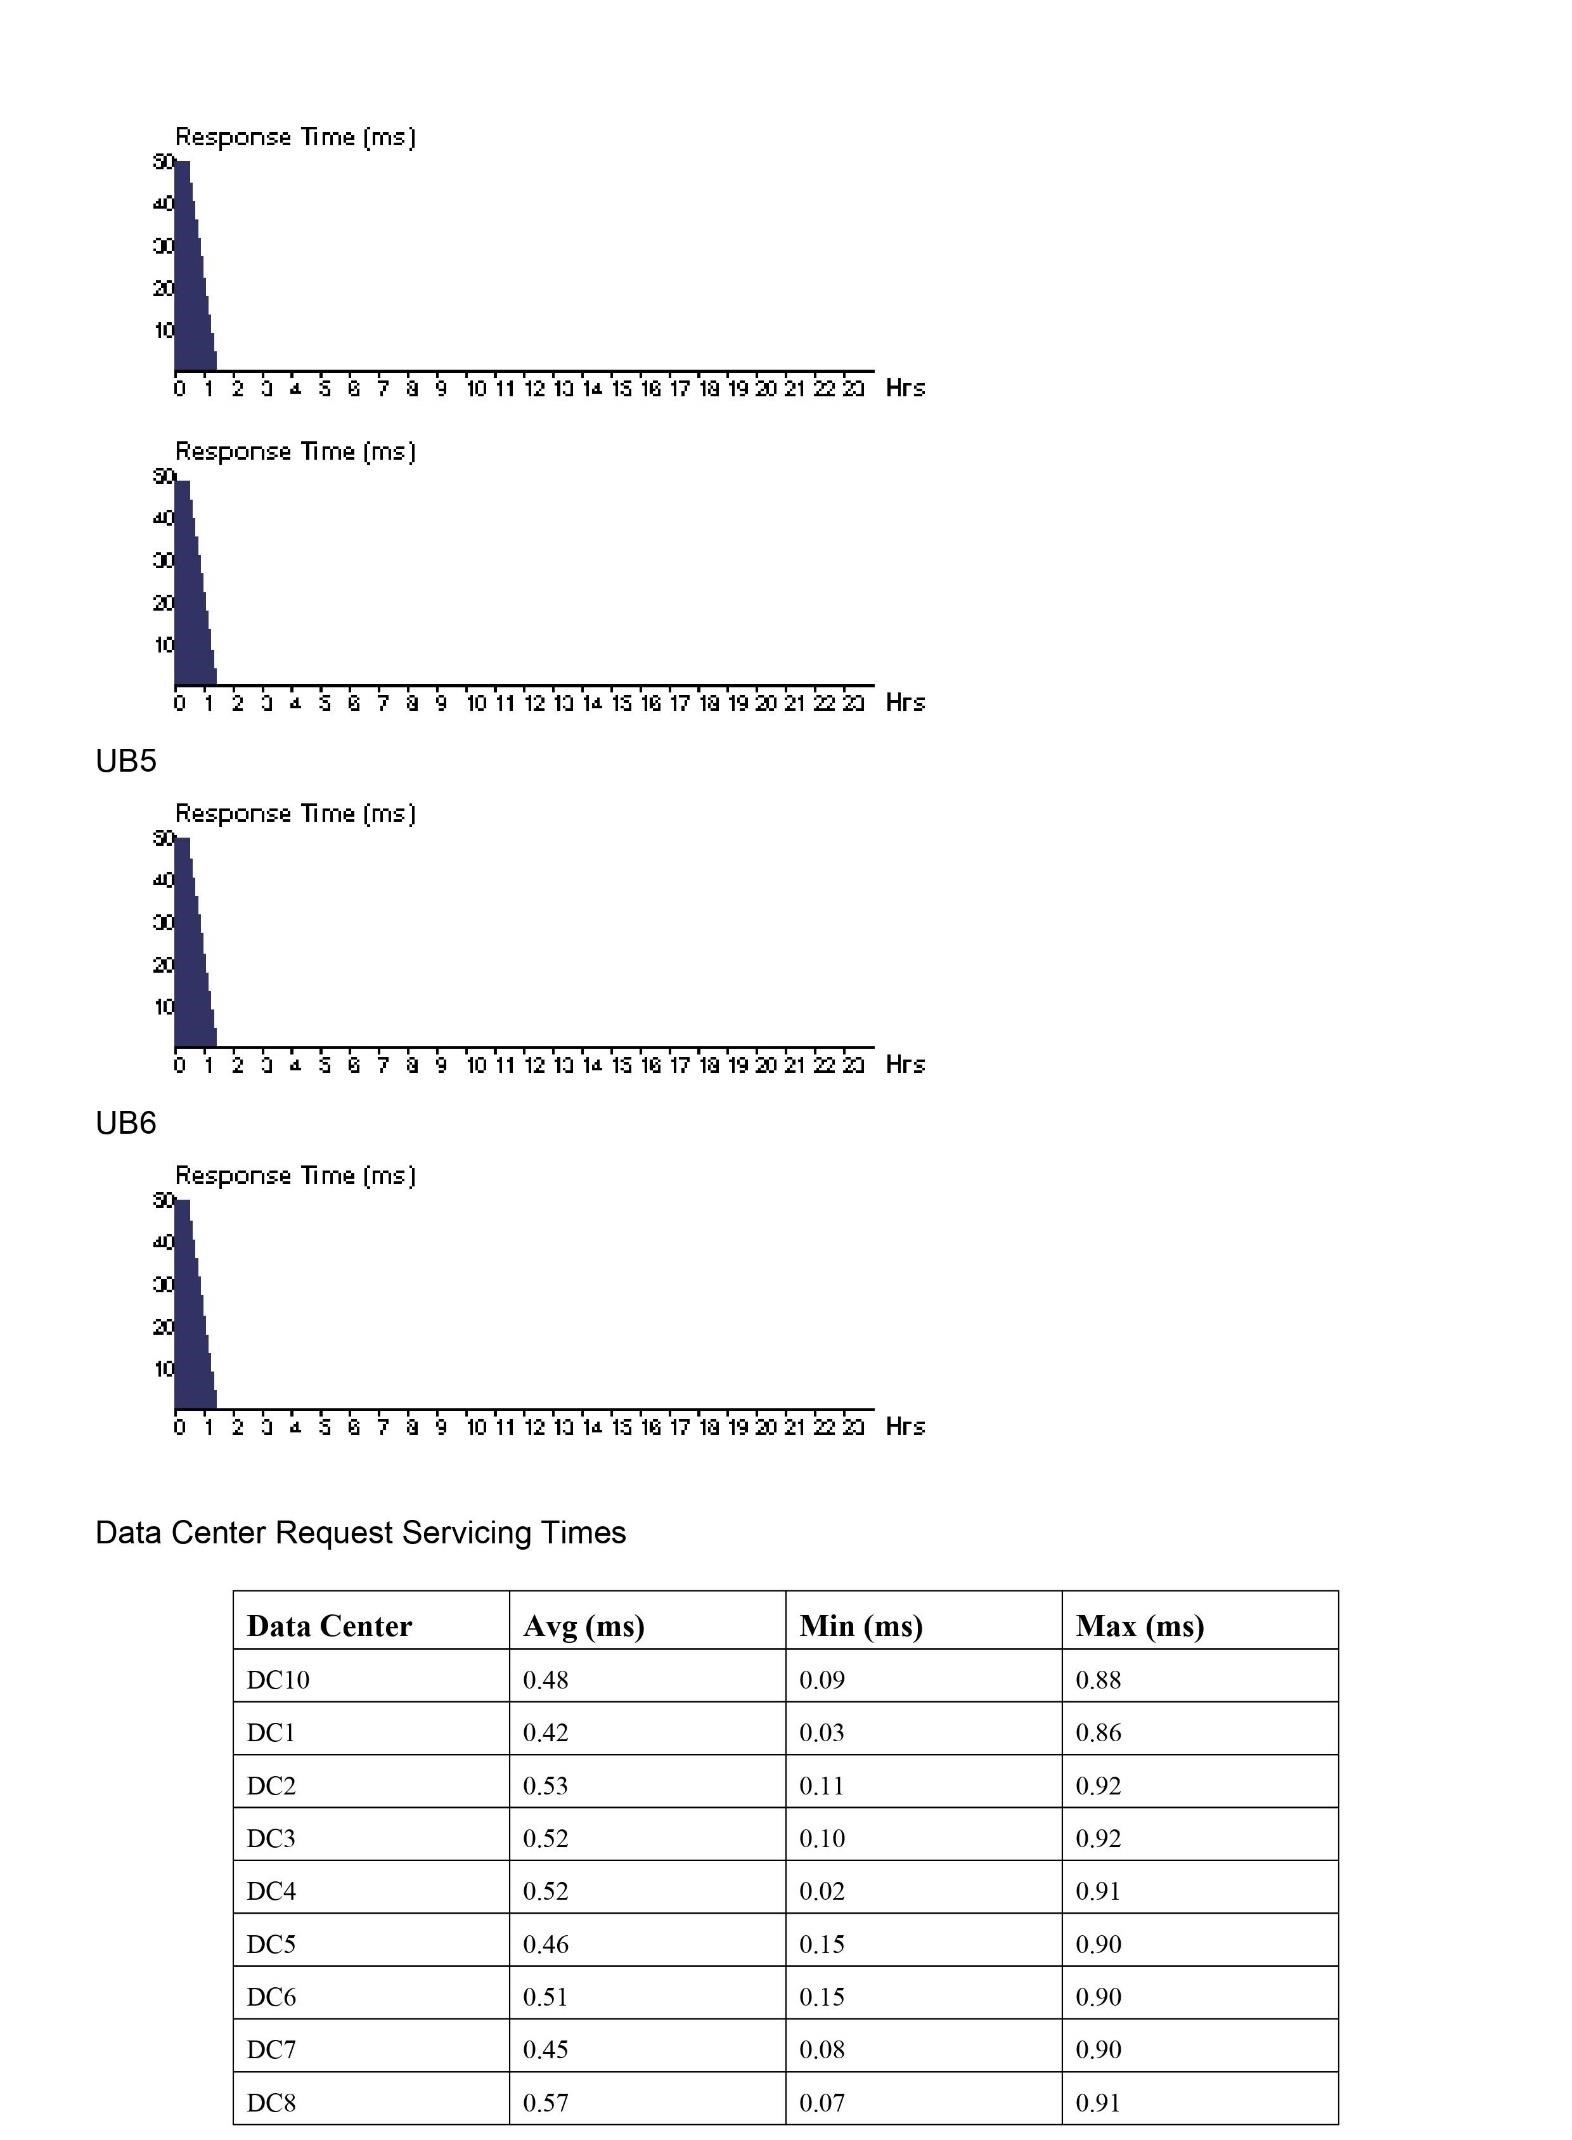 Response Time (ms)
50
40
30
20
10
0 1 2 3 4 5 6 7 8 9 10 11 12 13 14 15 16 17 18 19 20 21 22 23 Hrs
Response Time (ms)
50
40
30
20
10
0 1 2 3 4 5 6 7 8 9 10 11 12 13 14 15 16 17 18 19 20 21 22 23 Hrs
UB5
Response Time (ms)
50
40
30
20
10
0 1 2 3 4 5 6 7 8 9 10 11 12 13 14 15 16 17 18 19 20 21 22 23 Hrs
UB6
Response Time (ms)
50
40
30
20
10
0 1 2 3 4 5 6 7 8 9 10 11 12 13 14 15 16 17 18 19 20 21 22 23 Hrs
Data Center Request Servicing Times
Data Center Avg (ms) Min (ms) Max (ms)
DC10 0.48 0.09 0.88
DC1 0.42 0.03 0.86
DC2 0.53 0.11 0.92
DC3 0.52 0.10 0.92
DC4 0.52 0.02 0.91
DC5 0.46 0.15 0.90
DC6 0.51 0.15 0.90
DC7 0.45 0.08 0.90
DC8 0.57 0.07 0.91